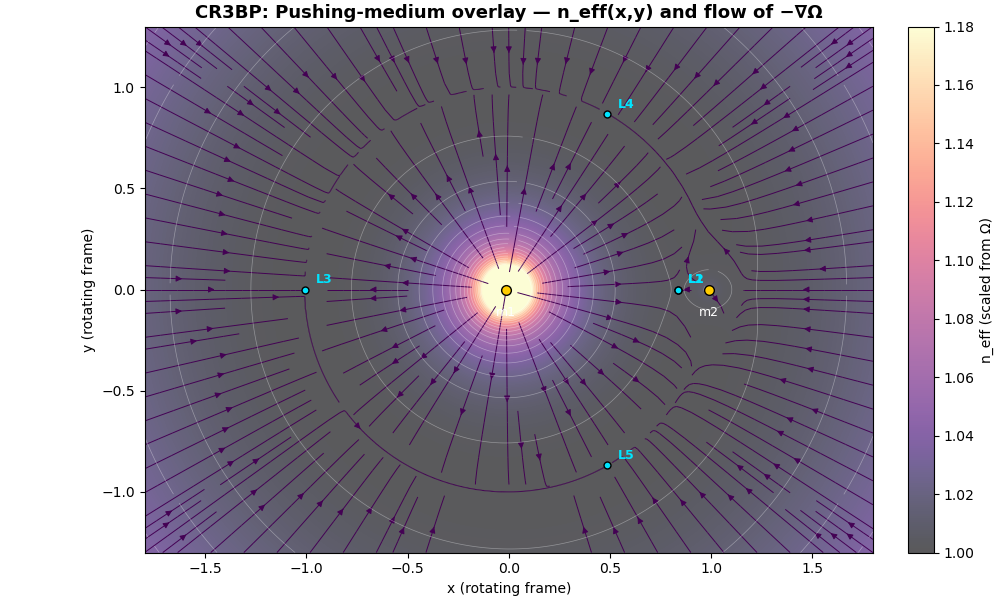 CR3BP: Pushing-medium overlay — n_eff(x,y) and flow of −∇Ω
y (rotating frame)
1.0
0.5
0.0
−0.5
−1.0
L4
L3
m2
L5
−1.5
−1.0
−0.5
0.0
0.5
1.0
1.5
x (rotating frame)
1.18
1.16
1.14
1.12
1.10
1.08
1.06
1.04
1.02
1.00
n_eff (scaled from Ω)